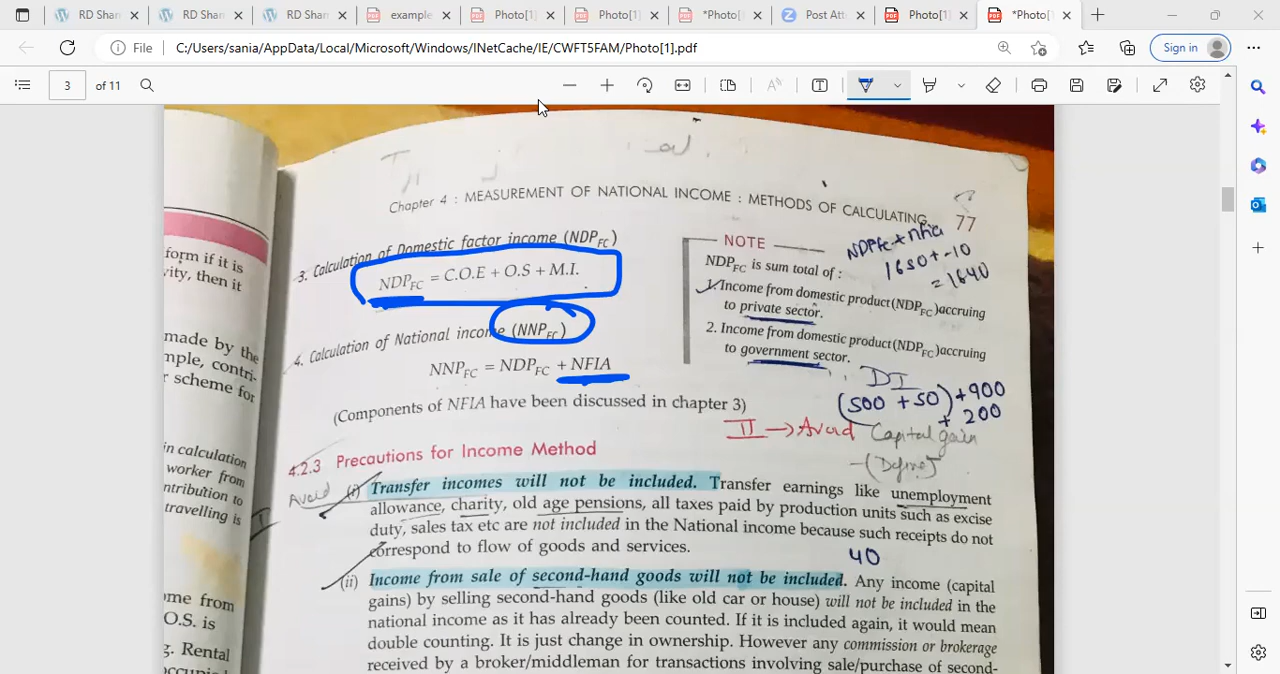 RD Shar
RD Shar
RD Shar
example
Photo[1]
Photo[1]
*Photo[
Post Att
Photo[1]
*Photo[1
File
C:/Users/sania/AppData/Local/Microsoft/Windows/INetCache/IE/CWFT5FAM/Photo[1].pdf
Sign in
3 of 11
Chapter 4 : MEASUREMENT OF NATIONAL INCOME : METHODS OF CALCULATING
77
3. Calculation of Domestic factor income (NDPFC)
NDPFC = C.O.E + O.S + M.I.
4. Calculation of National income (NNPFC)
NNPFC = NDPFC + NFIA
(Components of NFIA have been discussed in chapter 3)
NOTE
NDPFC is sum total of :
1. Income from domestic product(NDPFC)accruing
to private sector.
2. Income from domestic product(NDPFC)accruing
to government sector.
NDPfc + nfia
1650 + -10
= 1640
DI
(500 + 50) + 900
+ 200
II → Avoid
Capital gain
(Define)
4.2.3 Precautions for Income Method
Avoid
(i) Transfer incomes will not be included. Transfer earnings like unemployment
allowance, charity, old age pensions, all taxes paid by production units such as excise
duty, sales tax etc are not included in the National income because such receipts do not
correspond to flow of goods and services.
40
(ii) Income from sale of second-hand goods will not be included. Any income (capital
gains) by selling second-hand goods (like old car or house) will not be included in the
national income as it has already been counted. If it is included again, it would mean
double counting. It is just change in ownership. However any commission or brokerage
received by a broker/middleman for transactions involving sale/purchase of second-
form if it is
vity, then it
made by the
mple, contri-
r scheme for
in calculation
worker from
ntribution to
travelling is
ome from
O.S. is
g. Rental